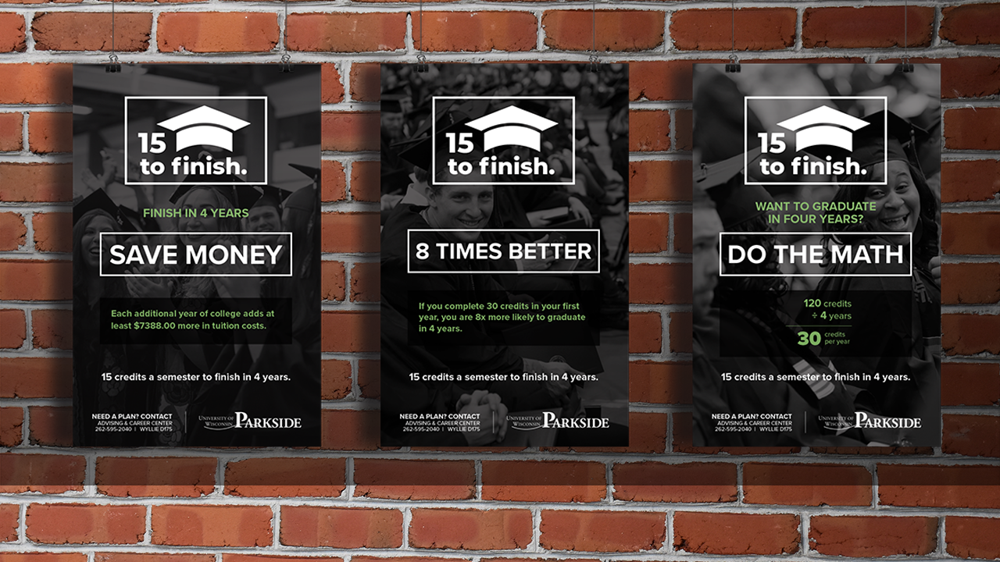 15
to finish.
FINISH IN 4 YEARS
SAVE MONEY
Each additional year of college adds at
least $7388.00 more in tuition costs.
15 credits a semester to finish in 4 years.
NEED A PLAN? CONTACT
ADVISING & CAREER CENTER
262-595-2040 | WYLLIE D175
UNIVERSITY OF
WISCONSIN
PARKSIDE
15
to finish.
8 TIMES BETTER
If you complete 30 credits in your first
year, you are 8x more likely to graduate
in 4 years.
15 credits a semester to finish in 4 years.
NEED A PLAN? CONTACT
ADVISING & CAREER CENTER
262-595-2040 | WYLLIE D175
UNIVERSITY OF
WISCONSIN
PARKSIDE
15
to finish.
WANT TO GRADUATE
IN FOUR YEARS?
DO THE MATH
120 credits
÷ 4 years
30 credits
per year
15 credits a semester to finish in 4 years.
NEED A PLAN? CONTACT
ADVISING & CAREER CENTER
262-595-2040 | WYLLIE D175
UNIVERSITY OF
WISCONSIN
PARKSIDE